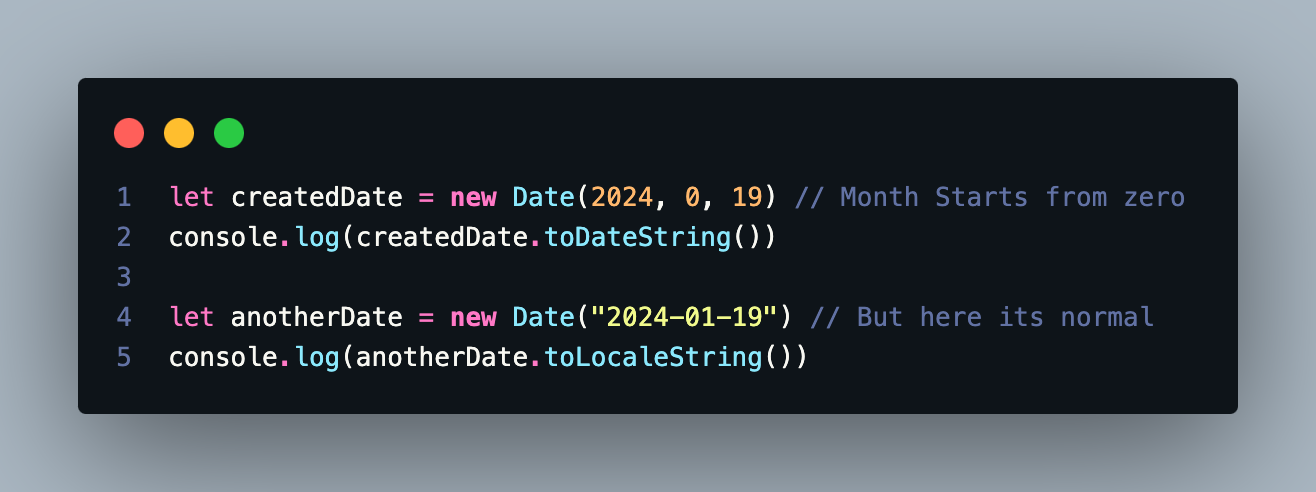 1 let createdDate = new Date(2024, 0, 19) // Month Starts from zero
2 console.log(createdDate.toDateString())
3
4 let anotherDate = new Date("2024-01-19") // But here its normal
5 console.log(anotherDate.toLocaleString())